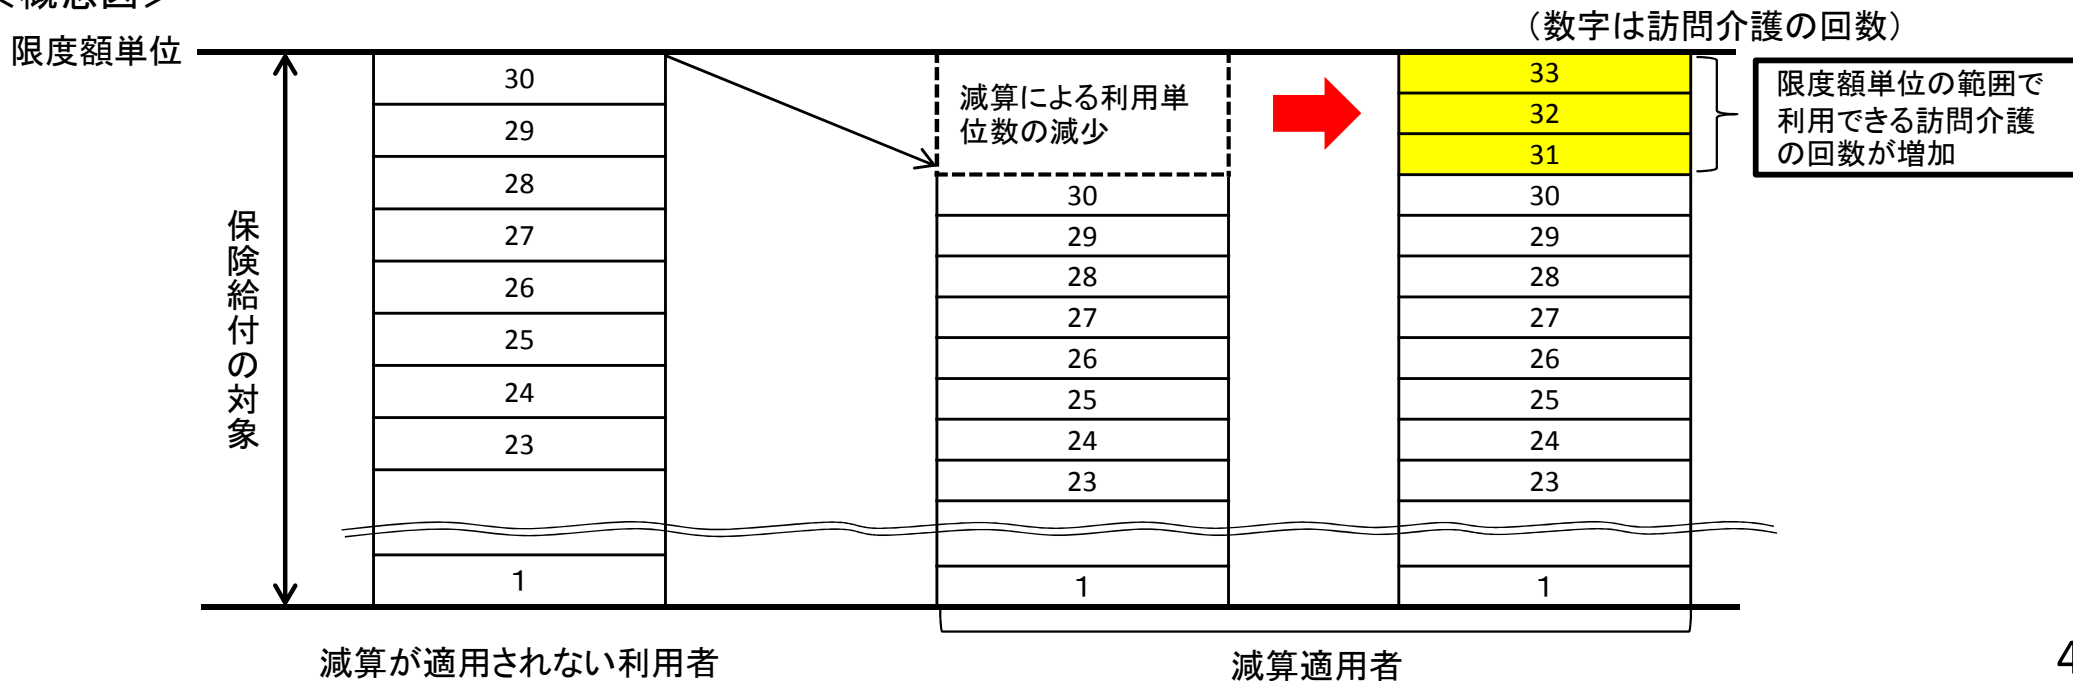 <概念図>
(数字は訪問介護の回数)
限度額単位
保険給付の対象
30
29
28
27
26
25
24
23
1
減算による利用単
位数の減少
30
29
28
27
26
25
24
23
1
33
32
31
30
29
28
27
26
25
24
23
1
限度額単位の範囲で
利用できる訪問介護
の回数が増加
減算が適用されない利用者
減算適用者
4